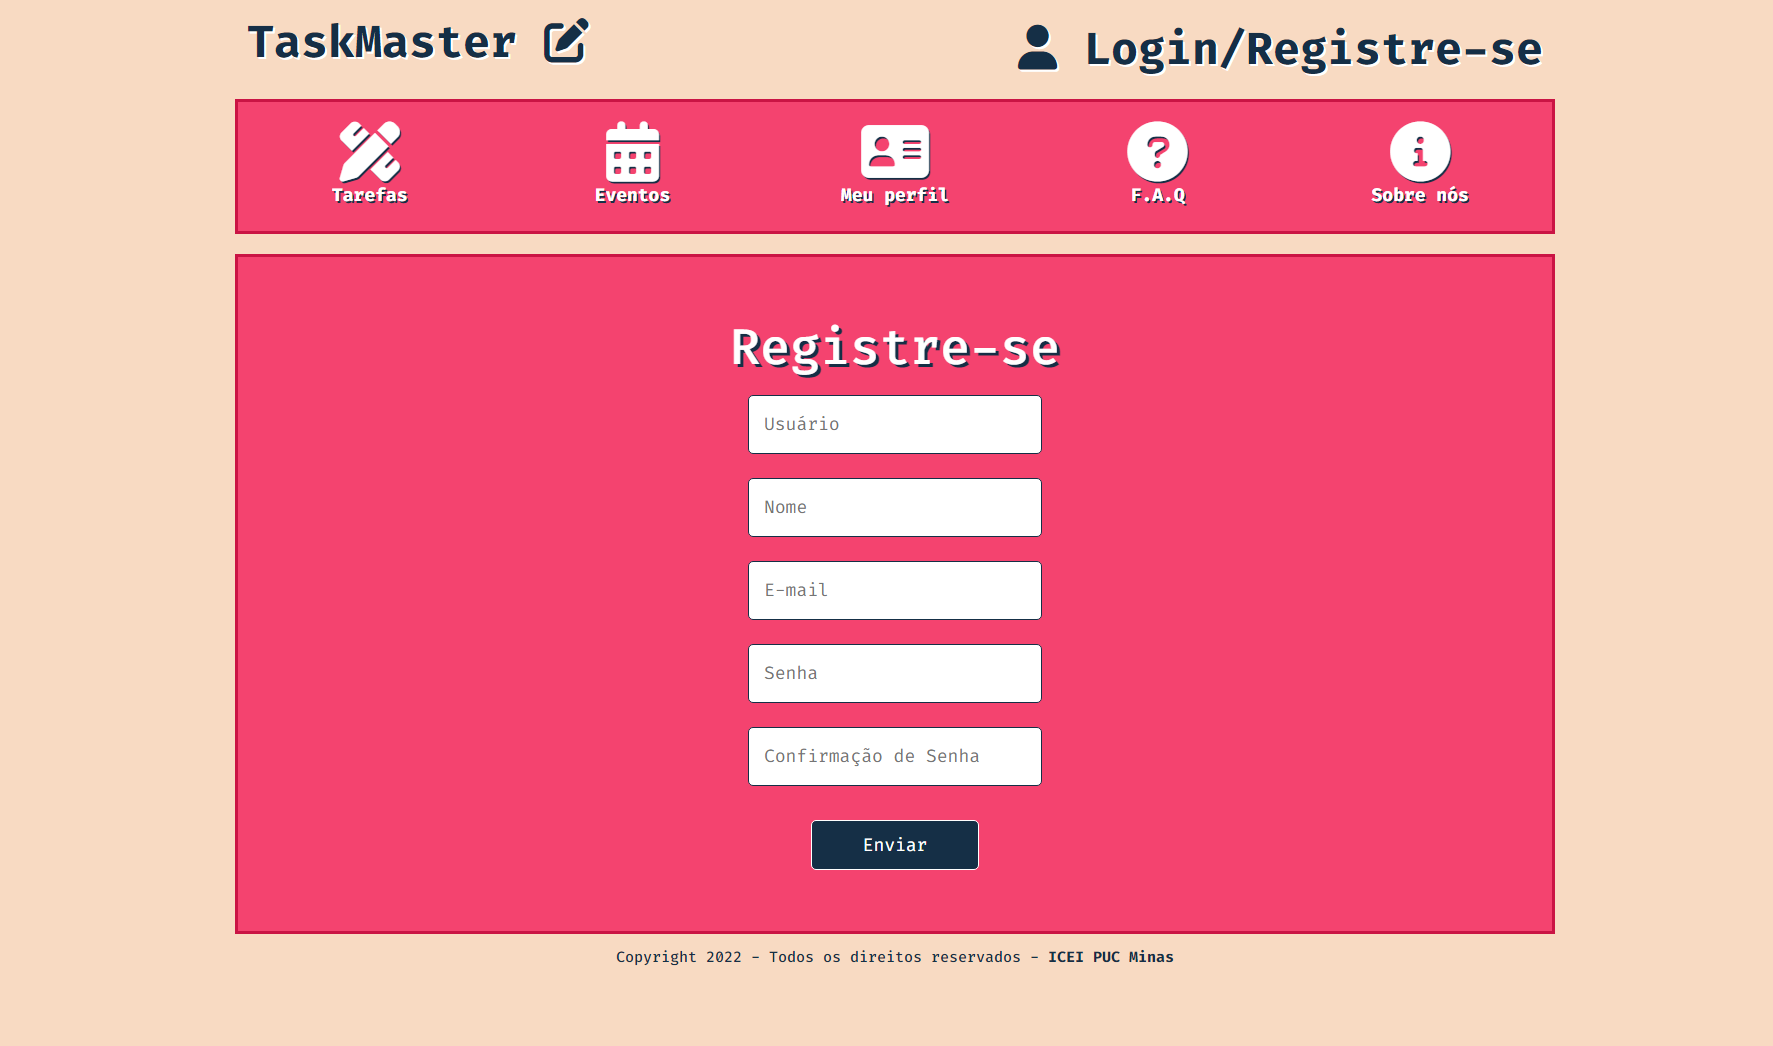 TaskMaster
Login/Registre-se
Tarefas
Eventos
Meu perfil
F.A.Q
Sobre nós
Registre-se
Usuário
Nome
E-mail
Senha
Confirmação de Senha
Enviar
Copyright 2022 - Todos os direitos reservados - ICEI PUC Minas